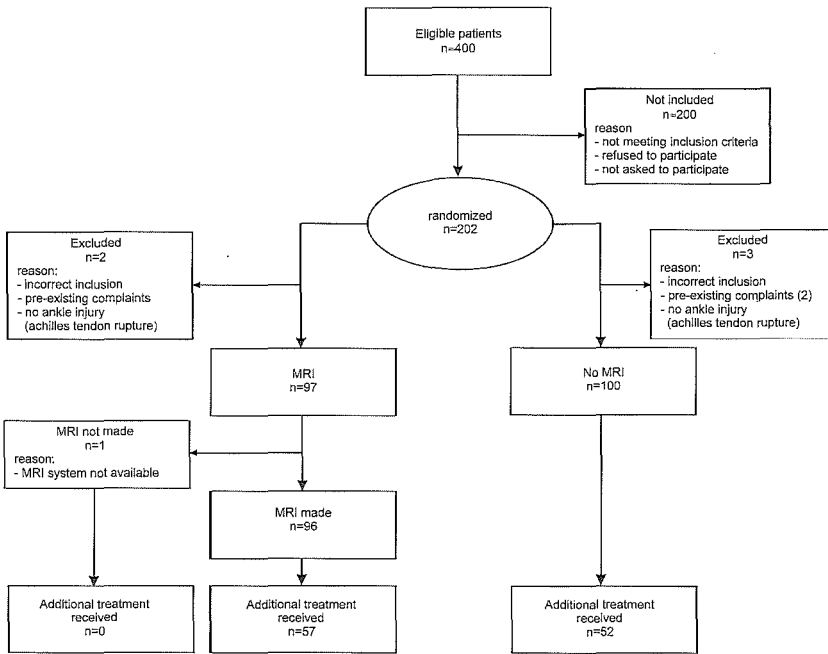 Eligible patients
n=400
Not included
n=200
reason
- not meeting inclusion criteria
- refused to participate
- not asked to participate
randomized
n=202
Excluded
n=2
reason:
- incorrect inclusion
- pre-existing complaints
- no ankle injury
(achilles tendon rupture)
Excluded
n=3
reason:
- incorrect inclusion
- pre-existing complaints (2)
- no ankle injury
(achilles tendon rupture)
MRI
n=97
No MRI
n=100
MRI not made
n=1
reason:
- MRI system not available
MRI made
n=96
Additional treatment
received
n=0
Additional treatment
received
n=57
Additional treatment
received
n=52